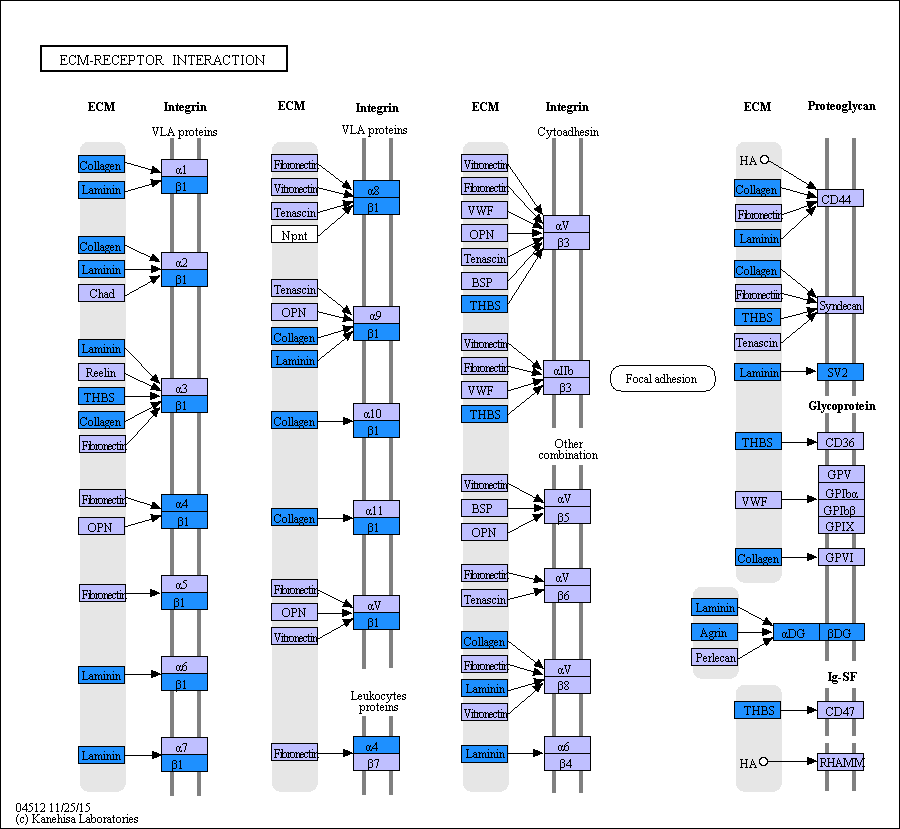 ECM-RECEPTOR INTERACTION
ECM
Integrin
VLA proteins
Collagen
Laminin
α1
β1
Collagen
Laminin
Chad
α2
β1
Laminin
Reelin
THBS
Collagen
Fibronectin
α3
β1
Fibronectin
OPN
α4
β1
Fibronectin
α5
β1
Laminin
α6
β1
Laminin
α7
β1
ECM
Integrin
VLA proteins
Fibronectin
Vitronectin
Tenascin
Npnt
α8
β1
Tenascin
OPN
Collagen
Laminin
α9
β1
Collagen
α10
β1
Collagen
α11
β1
Fibronectin
OPN
Vitronectin
αV
β1
Leukocytes
proteins
Fibronectin
α4
β7
ECM
Integrin
Cytoadhesin
Vitronectin
Fibronectin
VWF
OPN
Tenascin
BSP
THBS
αV
β3
Vitronectin
Fibronectin
VWF
THBS
αIIb
β3
Other
combination
Vitronectin
BSP
OPN
αV
β5
Fibronectin
Tenascin
αV
β6
Collagen
Fibronectin
Laminin
Vitronectin
αV
β8
Laminin
α6
β4
Focal adhesion
ECM
Proteoglycan
HA
Collagen
Fibronectin
Laminin
CD44
Collagen
Fibronectin
THBS
Tenascin
Syndecan
Laminin
SV2
Glycoprotein
THBS
CD36
VWF
GPV
GPIbα
GPIbβ
GPIX
Collagen
GPVI
Laminin
Agrin
Perlecan
αDG
βDG
Ig-SF
THBS
CD47
HA
RHAMM
04512 11/25/15
(c) Kanehisa Laboratories